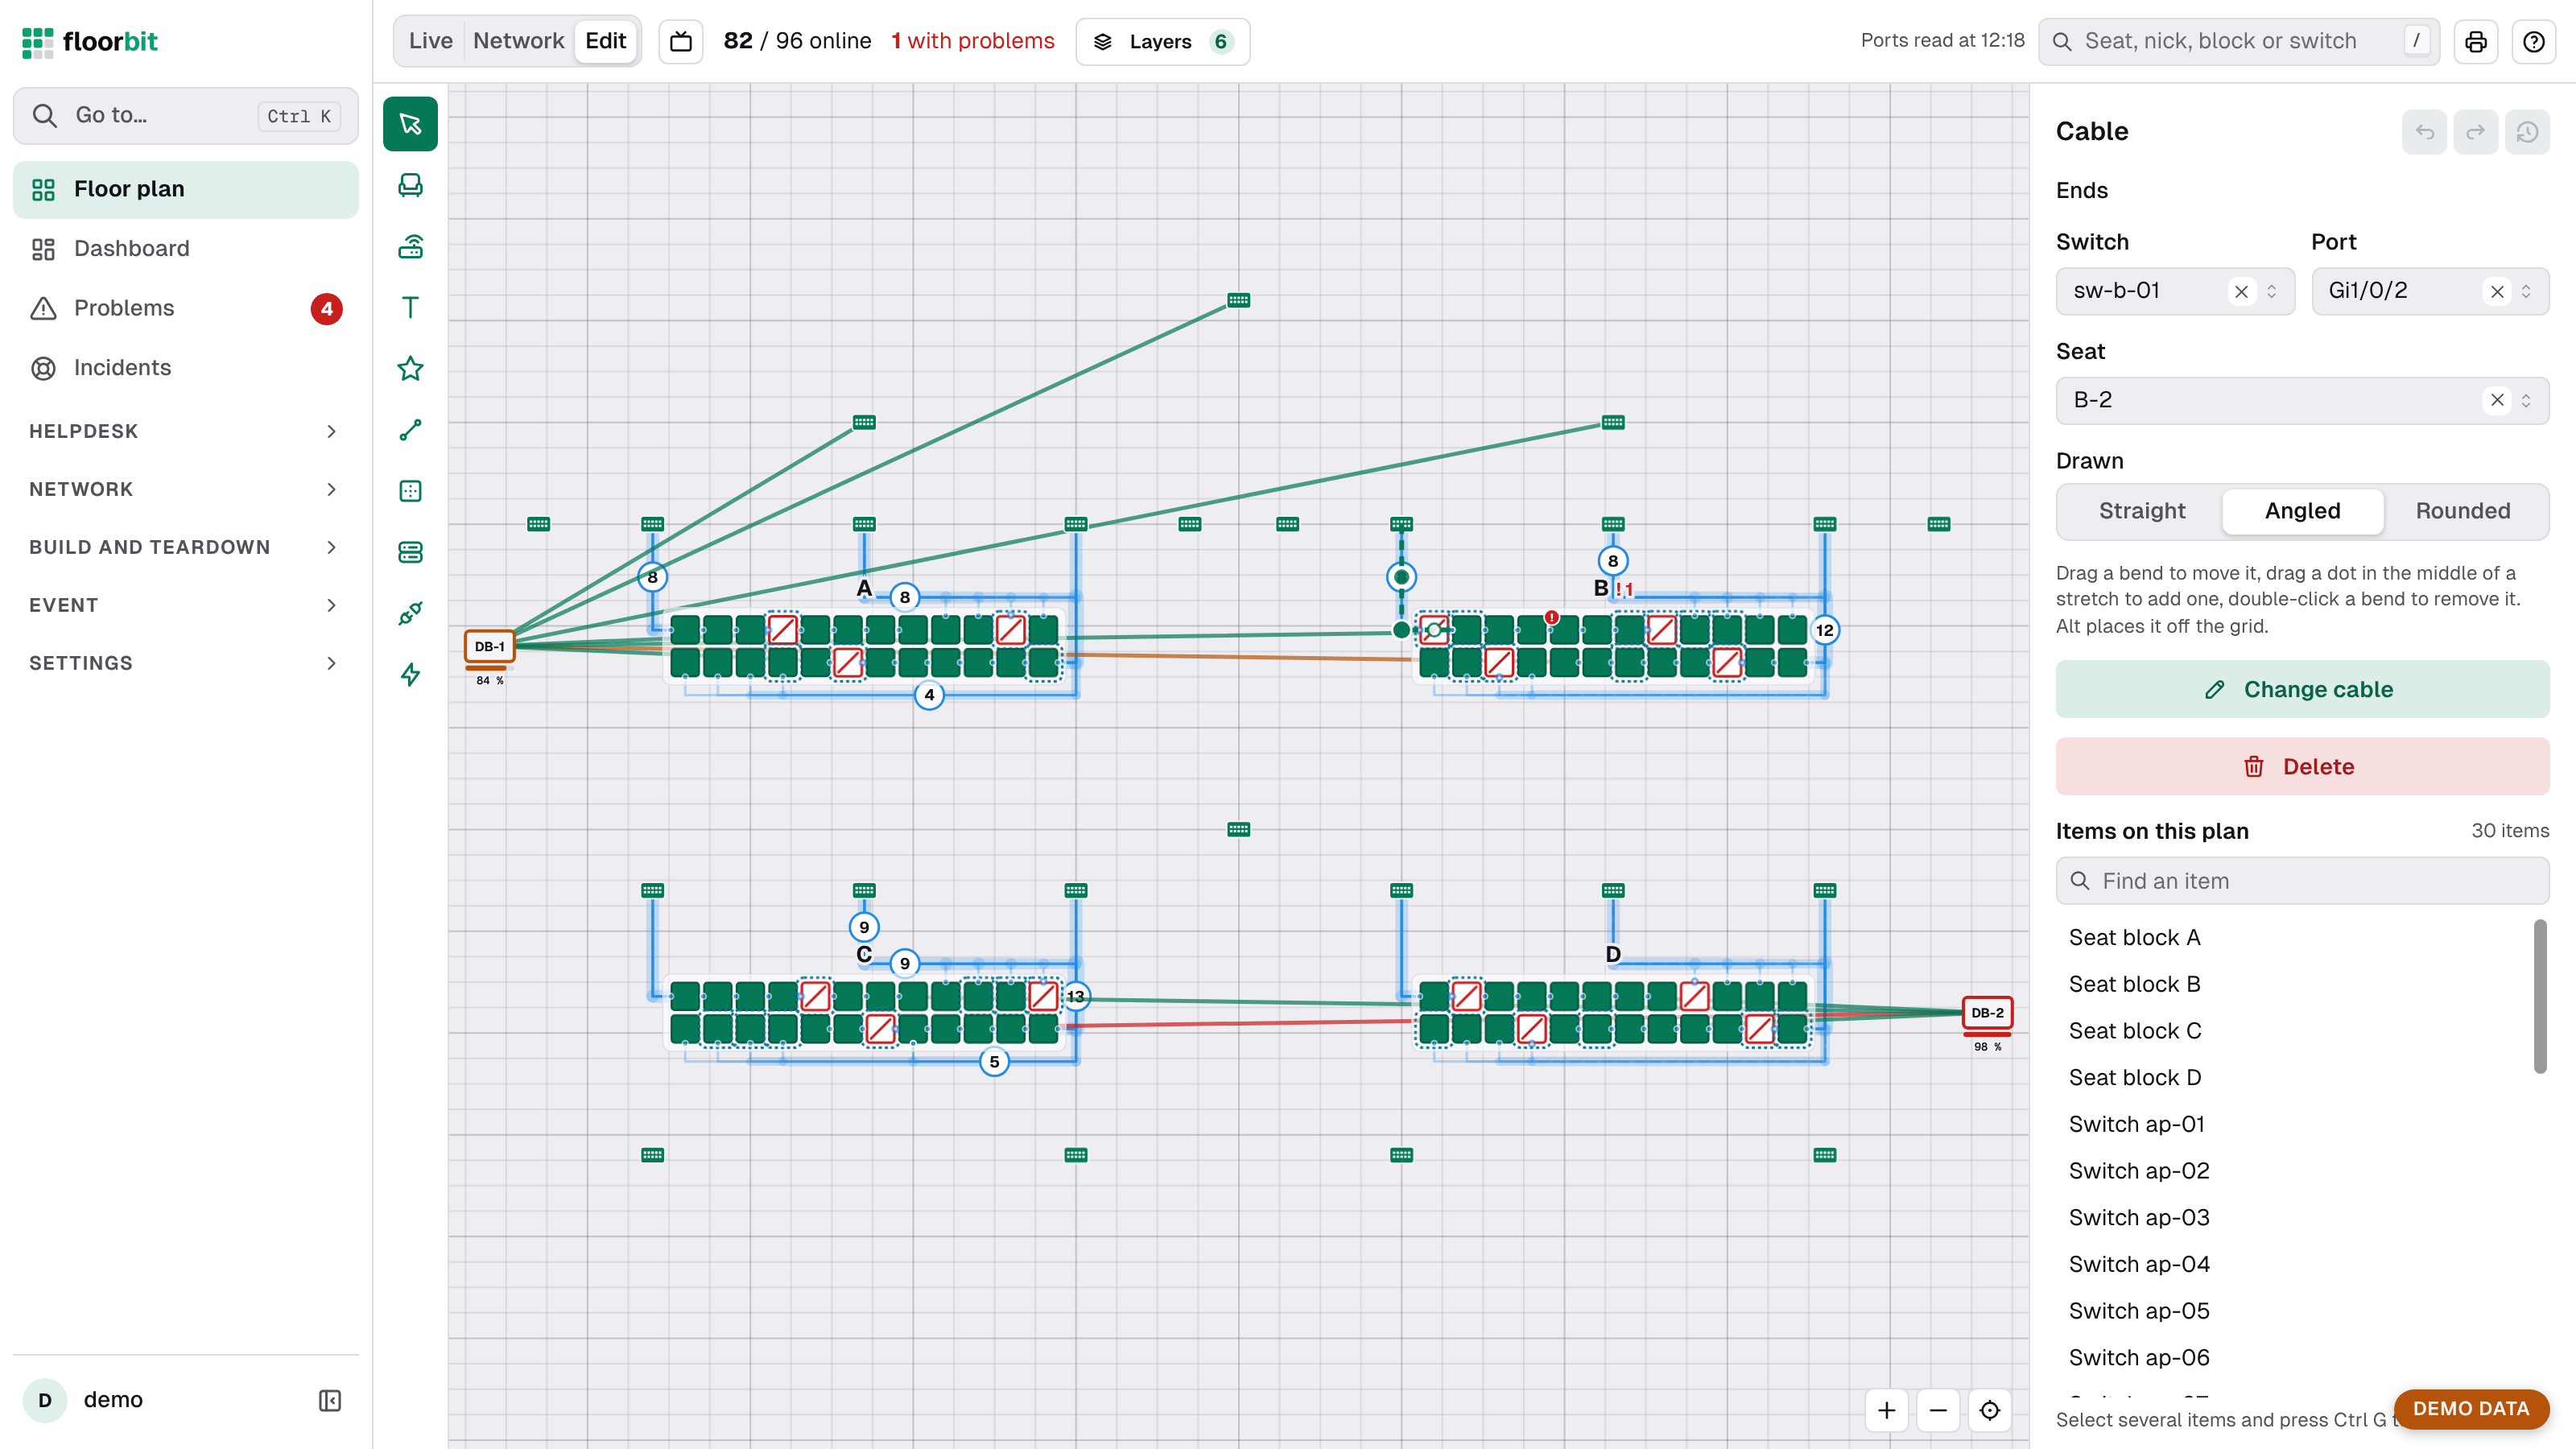 floorbit
Go to...
Ctrl K
Floor plan
Dashboard
Problems
4
Incidents
HELPDESK
NETWORK
BUILD AND TEARDOWN
EVENT
SETTINGS
D
demo
Live
Network
Edit
82 / 96 online
1 with problems
Layers
6
Ports read at 12:18
Seat, nick, block or switch
/
8
A
8
8
B
!1
!
12
DB-1
84 %
4
9
C
9
13
D
DB-2
98 %
5
Cable
Ends
Switch
Port
sw-b-01
Gi1/0/2
Seat
B-2
Drawn
Straight
Angled
Rounded
Drag a bend to move it, drag a dot in the middle of a
stretch to add one, double-click a bend to remove it.
Alt places it off the grid.
Change cable
Delete
Items on this plan
30 items
Find an item
Seat block A
Seat block B
Seat block C
Seat block D
Switch ap-01
Switch ap-02
Switch ap-03
Switch ap-04
Switch ap-05
Switch ap-06
Select several items and press Ctrl G
DEMO DATA